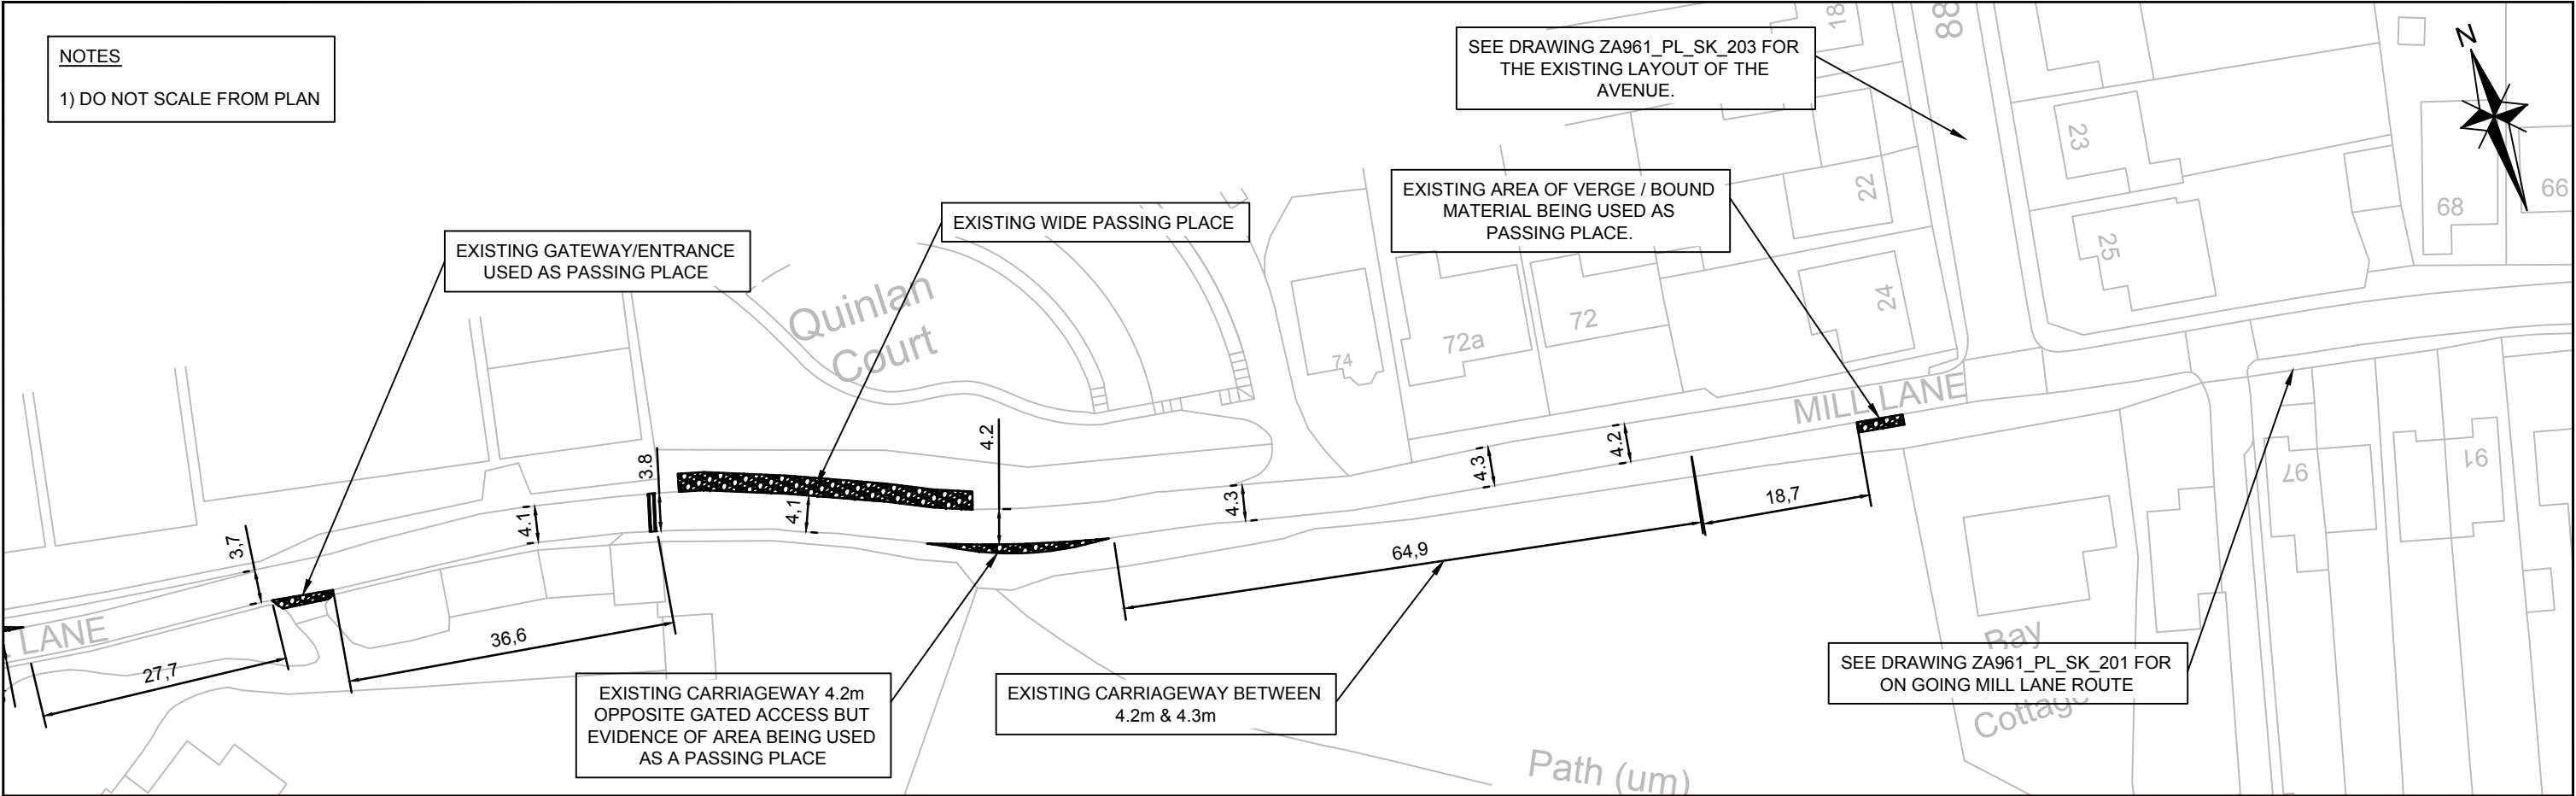 NOTES
1) DO NOT SCALE FROM PLAN
SEE DRAWING ZA961_PL_SK_203 FOR
THE EXISTING LAYOUT OF THE
AVENUE.
18
88
N
23
22
68
66
EXISTING AREA OF VERGE / BOUND
MATERIAL BEING USED AS
PASSING PLACE.
EXISTING WIDE PASSING PLACE
EXISTING GATEWAY/ENTRANCE
USED AS PASSING PLACE
25
24
Quinlan
Court
72
72a
74
MILL LANE
4.2
4.2
4.3
4.3
3.8
4,1
4.1
3,7
18,7
64,9
97
91
LANE
36,6
27,7
Bay
Cottage
SEE DRAWING ZA961_PL_SK_201 FOR
ON GOING MILL LANE ROUTE
EXISTING CARRIAGEWAY 4.2m
OPPOSITE GATED ACCESS BUT
EVIDENCE OF AREA BEING USED
AS A PASSING PLACE
EXISTING CARRIAGEWAY BETWEEN
4.2m & 4.3m
Path (um)